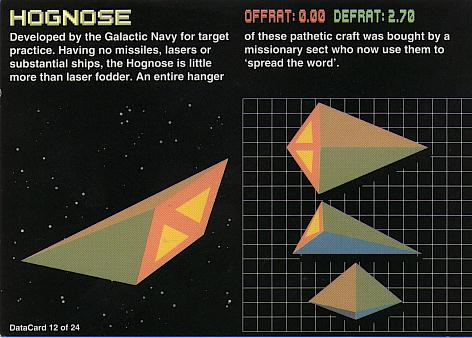 HOGNOSE
Developed by the Galactic Navy for target
practice. Having no missiles, lasers or
substantial ships, the Hognose is little
more than laser fodder. An entire hanger
OFFRAT:0.00 DEFRAT:2.70
of these pathetic craft was bought by a
missionary sect who now use them to
‘spread the word’.
DataCard 12 of 24